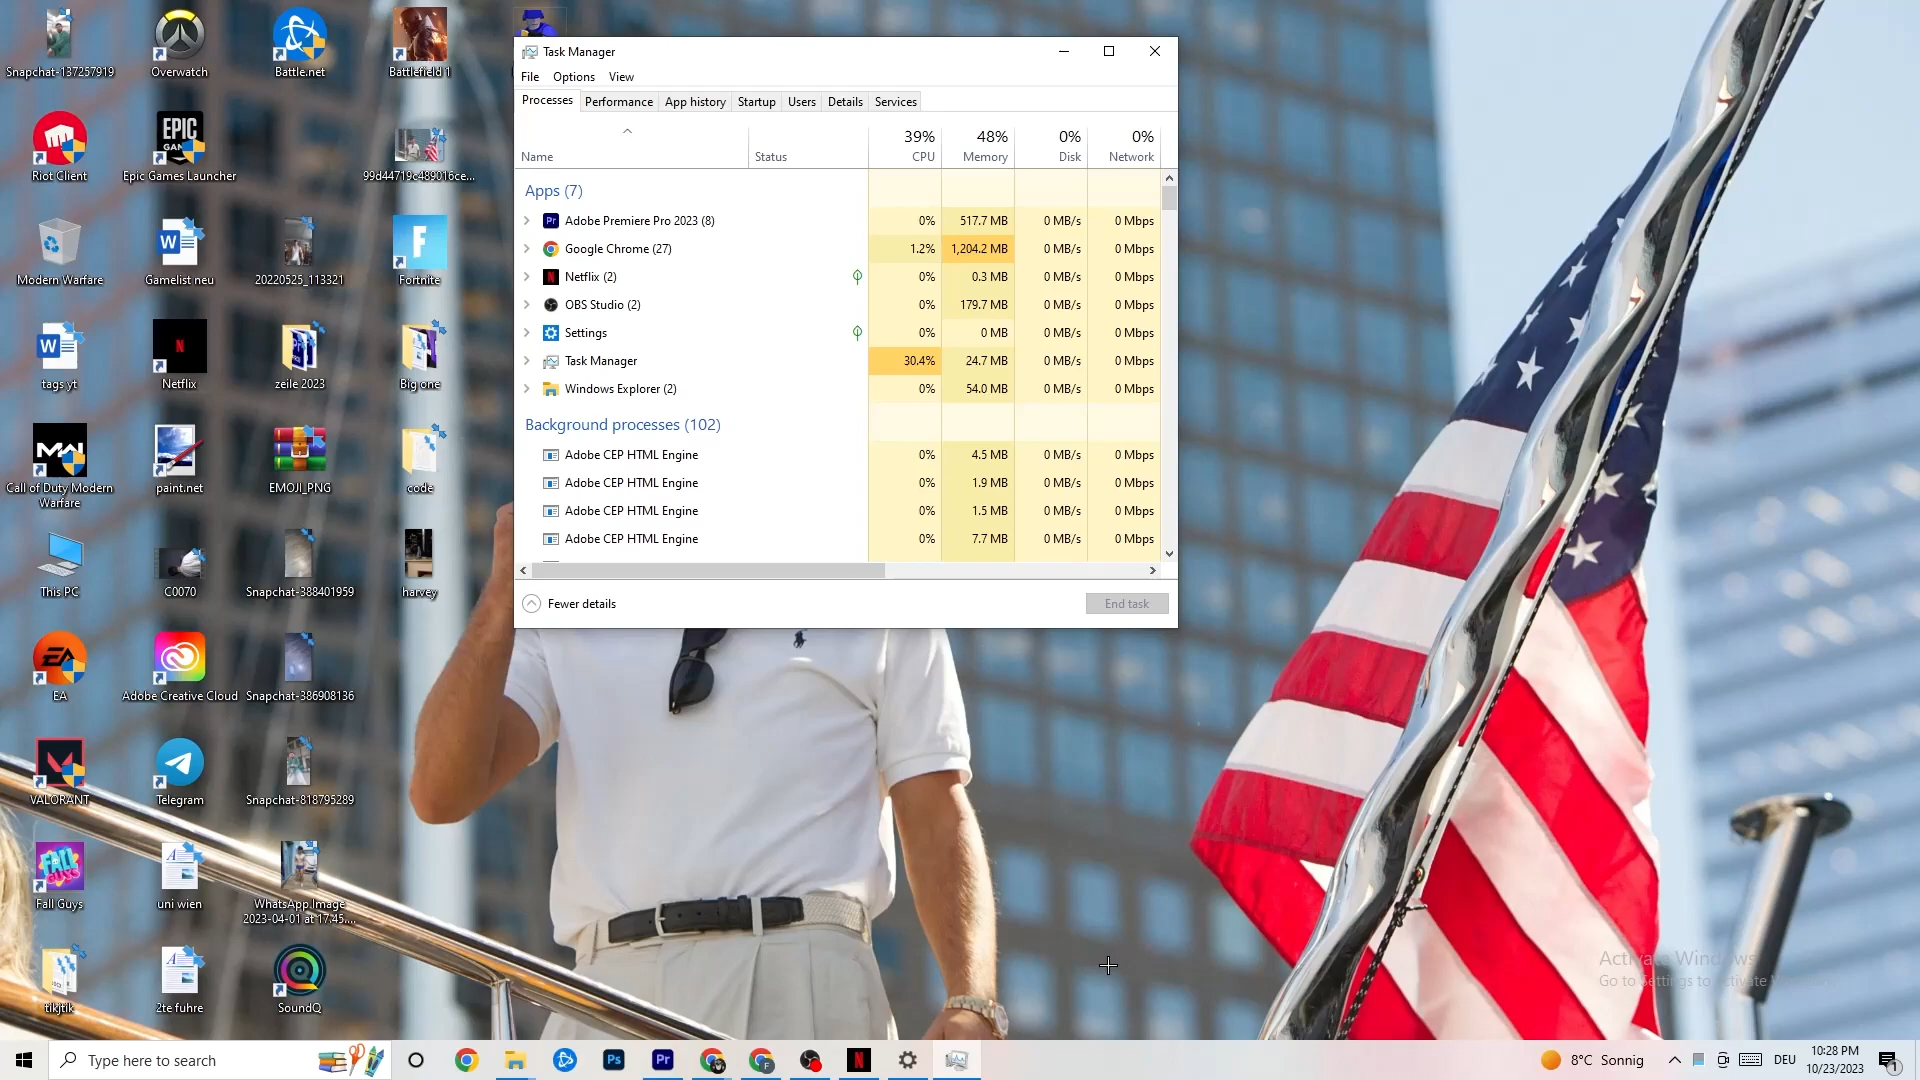 Snapchat-137257919
Overwatch
Battle.net
Battlefield 1
Riot Client
Epic Games Launcher
99d44719c489016ce...
Modern Warfare
Gamelist neu
20220525_113321
Fortnite
tags yt
Netflix
zeile 2023
Big one
Call of Duty Modern
Warfare
paint.net
EMOJI_PNG
code
This PC
C0070
Snapchat-388401959
harvey
EA
Adobe Creative Cloud
Snapchat-386908136
VALORANT
Telegram
Snapchat-818795289
Fall Guys
uni wien
WhatsApp Image
2023-04-01 at 17.45....
tikjtik
2te fuhre
SoundQ
Task Manager
File Options View
Processes Performance App history Startup Users Details Services
39% 48% 0% 0%
Name Status CPU Memory Disk Network
Apps (7)
Adobe Premiere Pro 2023 (8) 0% 517.7 MB 0 MB/s 0 Mbps
Google Chrome (27) 1.2% 1,204.2 MB 0 MB/s 0 Mbps
Netflix (2) 0% 0.3 MB 0 MB/s 0 Mbps
OBS Studio (2) 0% 179.7 MB 0 MB/s 0 Mbps
Settings 0% 0 MB 0 MB/s 0 Mbps
Task Manager 30.4% 24.7 MB 0 MB/s 0 Mbps
Windows Explorer (2) 0% 54.0 MB 0 MB/s 0 Mbps
Background processes (102)
Adobe CEP HTML Engine 0% 4.5 MB 0 MB/s 0 Mbps
Adobe CEP HTML Engine 0% 1.9 MB 0 MB/s 0 Mbps
Adobe CEP HTML Engine 0% 1.5 MB 0 MB/s 0 Mbps
Adobe CEP HTML Engine 0% 7.7 MB 0 MB/s 0 Mbps
Fewer details End task
Activate Windows
Go to Settings to activate
Type here to search
8°C Sonnig
DEU
10:28 PM
10/23/2023